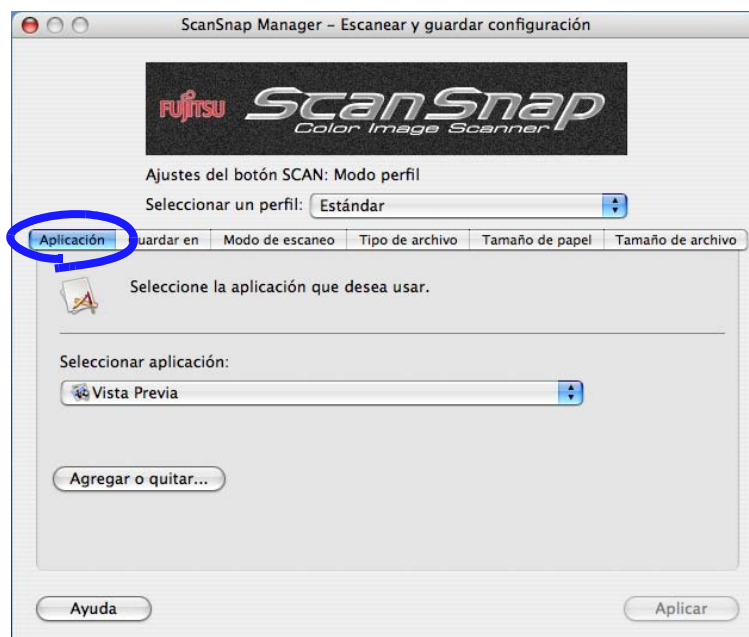 ScanSnap Manager – Escanear y guardar configuración
FUJITSU ScanSnap
Color Image Scanner
Ajustes del botón SCAN: Modo perfil
Seleccionar un perfil: Estándar
Aplicación uardar en Modo de escaneo Tipo de archivo Tamaño de papel Tamaño de archivo
Seleccione la aplicación que desea usar.
Seleccionar aplicación:
Vista Previa
Agregar o quitar...
Ayuda Aplicar